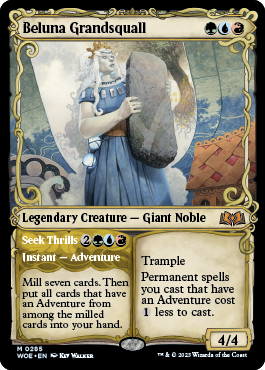 Beluna Grandsquall
Legendary Creature — Giant Noble
Seek Thrills 2
Instant — Adventure
Mill seven cards. Then
put all cards that have
an Adventure from
among the milled
cards into your hand.
Trample
Permanent spells
you cast that have
an Adventure cost
1 less to cast.
4/4
M 0285
WOE • EN Kev Walker
™ & © 2023 Wizards of the Coast